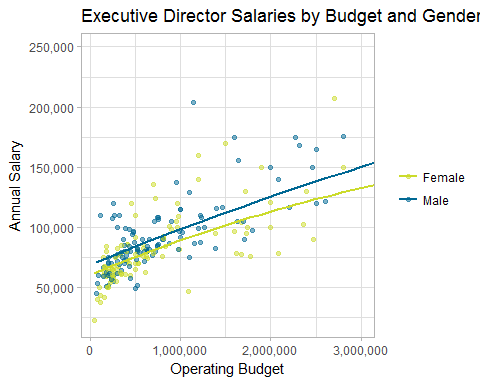 Executive Director Salaries by Budget and Gender
250,000
200,000
150,000
100,000
50,000
Annual Salary
0
1,000,000
2,000,000
3,000,000
Operating Budget
Female
Male